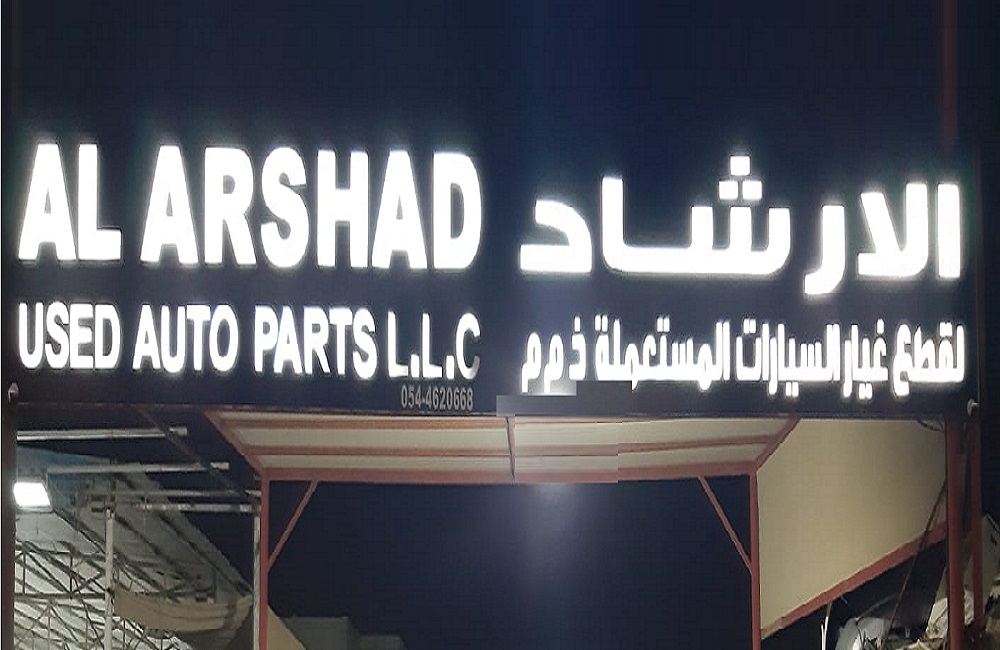 AL ARSHAD
الارشاد
USED AUTO PARTS L.L.C
لقطع غيار السيارات المستعملة ذ م م
054-4620668